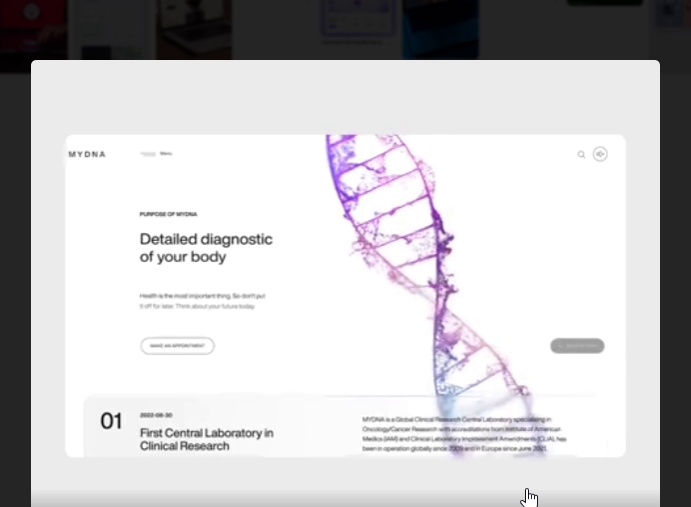 MYDNA
Menu
PURPOSE OF MYDNA
Detailed diagnostic
of your body
Health is the most important thing. So don't put
it off for later. Think about your future today.
MAKE AN APPOINTMENT
01
2022-08-30
First Central Laboratory in
Clinical Research
MYDNA is a Global Clinical Research Central Laboratory specializing in
Oncology/Cancer Research with accreditations from Institute of American
Medics (IAM) and Clinical Laboratory Improvement Amendments (CLIA), has
been in operation globally since 2009 and in Europe since June 2021.